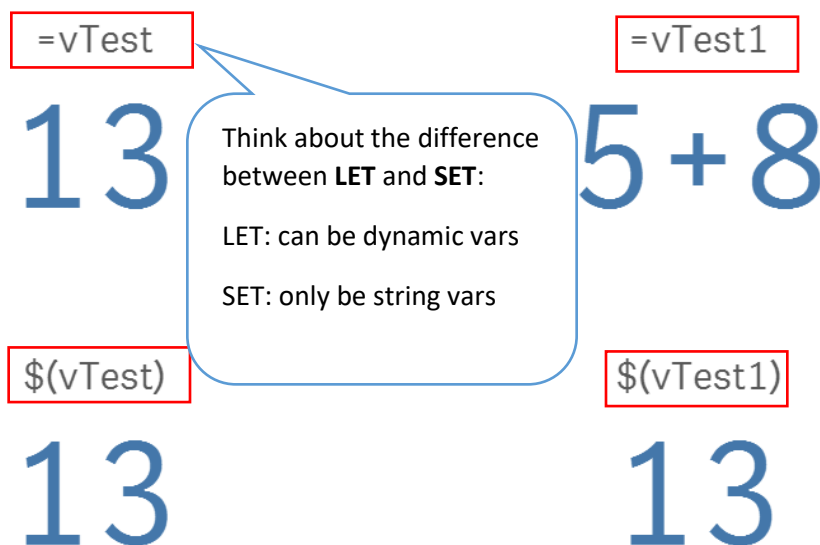 =vTest
=vTest1
13
5+8
Think about the difference
between LET and SET:
LET: can be dynamic vars
SET: only be string vars
$(vTest)
$(vTest1)
13
13